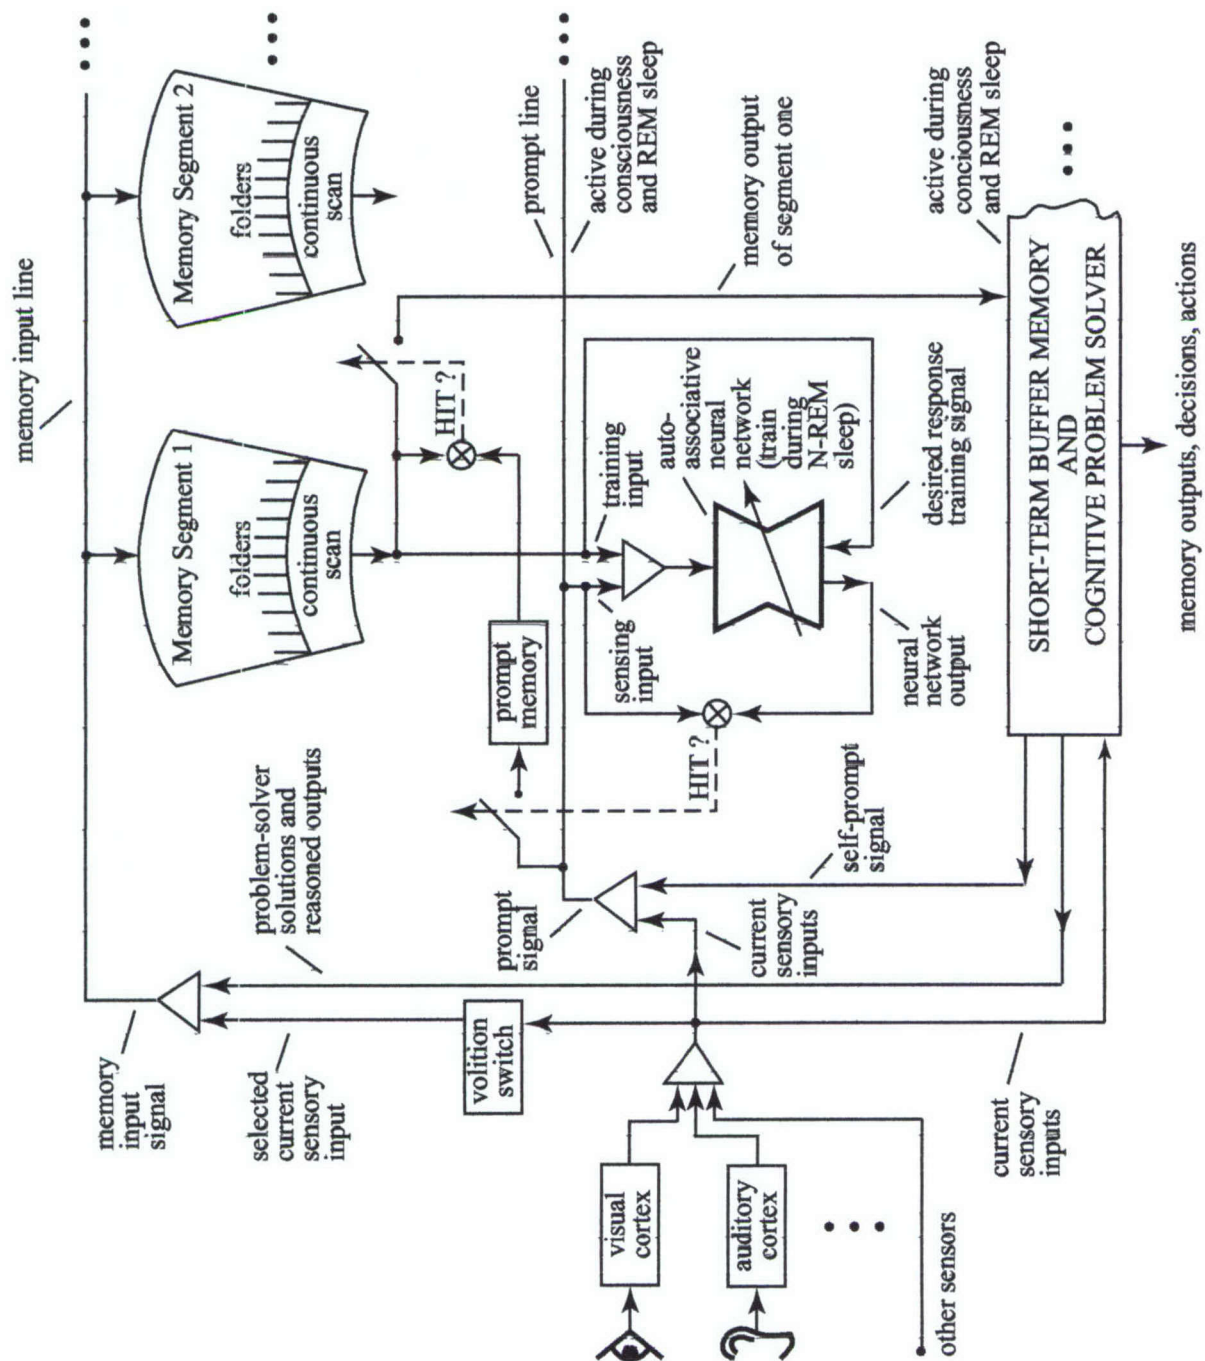 memory input line
memory
input
signal
problem-solver
solutions and
reasoned outputs
selected
current
sensory
input
Memory Segment 1
folders
continuous
scan
Memory Segment 2
folders
continuous
scan
volition
switch
prompt
signal
prompt
memory
HIT ?
prompt line
active during
consciousness
and REM sleep
visual
cortex
auditory
cortex
other sensors
current
sensory
inputs
self-prompt
signal
HIT ?
sensing
input
training
input
auto-
associative
neural
network
(train
during
N-REM
sleep)
memory output
of segment one
neural
network
output
desired response
training signal
current
sensory
inputs
active during
conciousness
and REM sleep
SHORT-TERM BUFFER MEMORY
AND
COGNITIVE PROBLEM SOLVER
memory outputs, decisions, actions